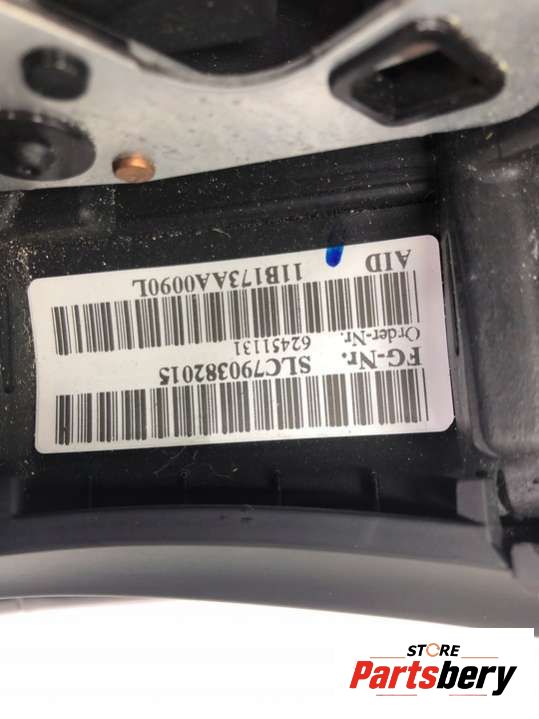 FG-Nr. SLC790382015
Order-Nr. 62451131
AID 11B173AA0090L
STORE
Partsbery